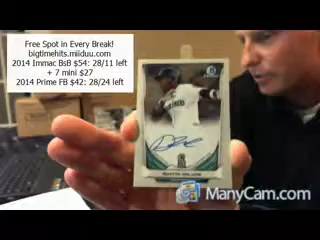 Free Spot in Every Break!
bigtimehits.miiduu.com
2014 Immac BsB $54: 28/11 left
+ 7 mini $27
2014 Prime FB $42: 28/24 left
ManyCam.com